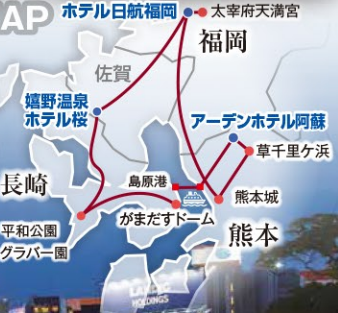 AP
ホテル日航福岡
太宰府天満宮
福岡
佐賀
嬉野温泉
ホテル桜
アーデンホテル阿蘇
草千里ケ浜
長崎
島原港
熊本城
がまだすドーム
平和公園
グラバー園
熊本
HOLDINGS